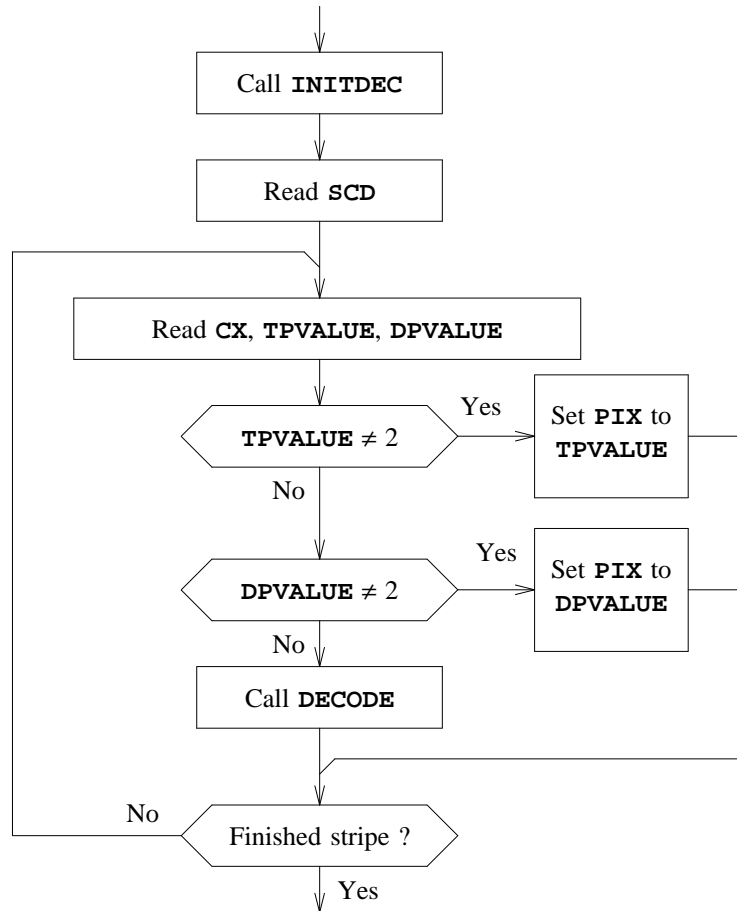 Call INITDEC
Read SCD
Read CX, TPVALUE, DPVALUE
TPVALUE ≠ 2
Yes
Set PIX to
TPVALUE
No
DPVALUE ≠ 2
Yes
Set PIX to
DPVALUE
No
Call DECODE
No
Finished stripe ?
Yes